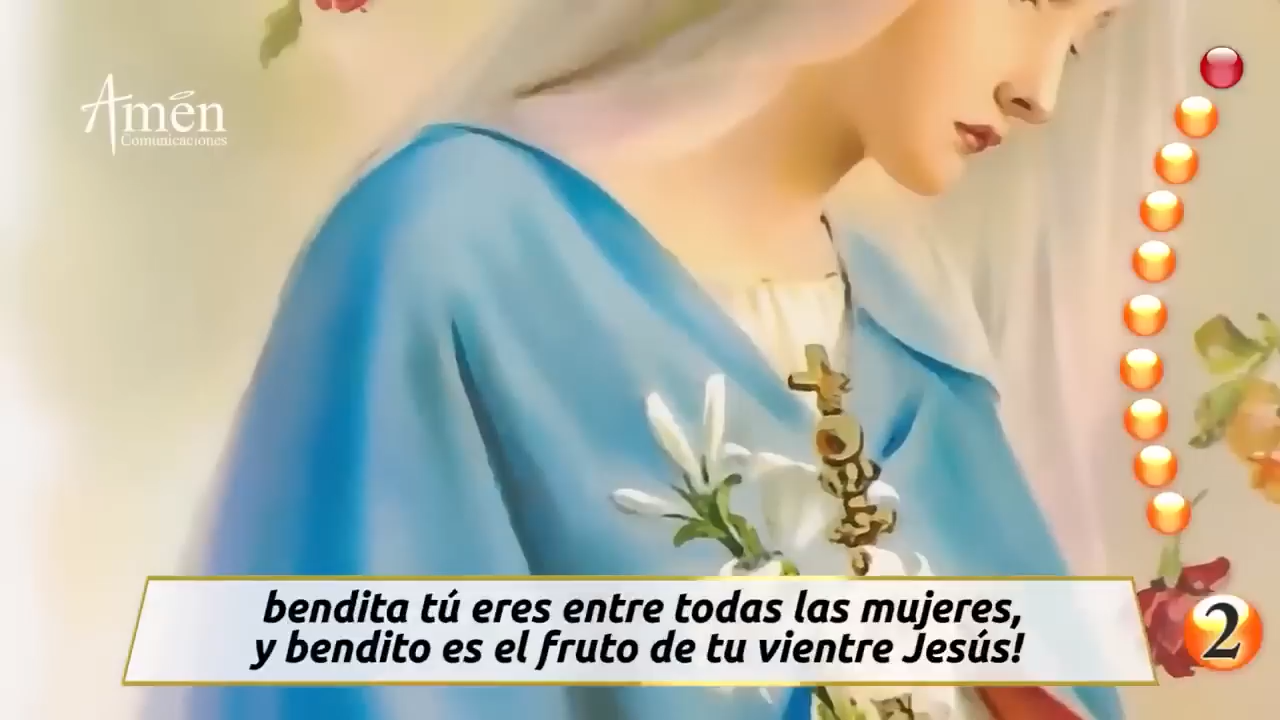 Amén
Comunicaciones
bendita tú eres entre todas las mujeres,
y bendito es el fruto de tu vientre Jesús!
2